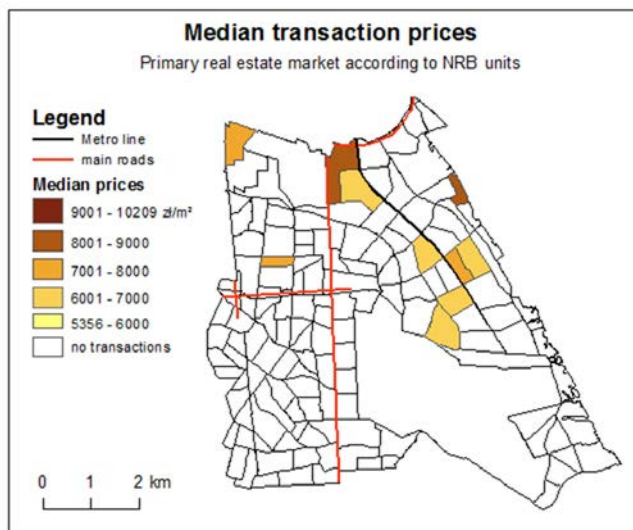 Median transaction prices
Primary real estate market according to NRB units
Legend
Metro line
main roads
Median prices
9001 - 10209 zł/m²
8001 - 9000
7001 - 8000
6001 - 7000
5356 - 6000
no transactions
0 1 2 km